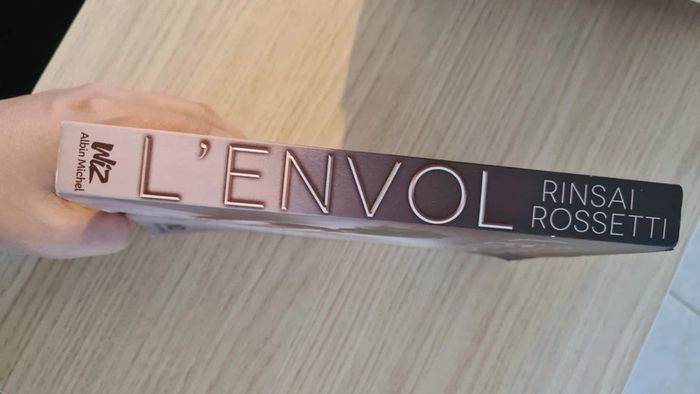 Wiz
Albin Michel
L'ENVOL
RINSAI
ROSSETTI